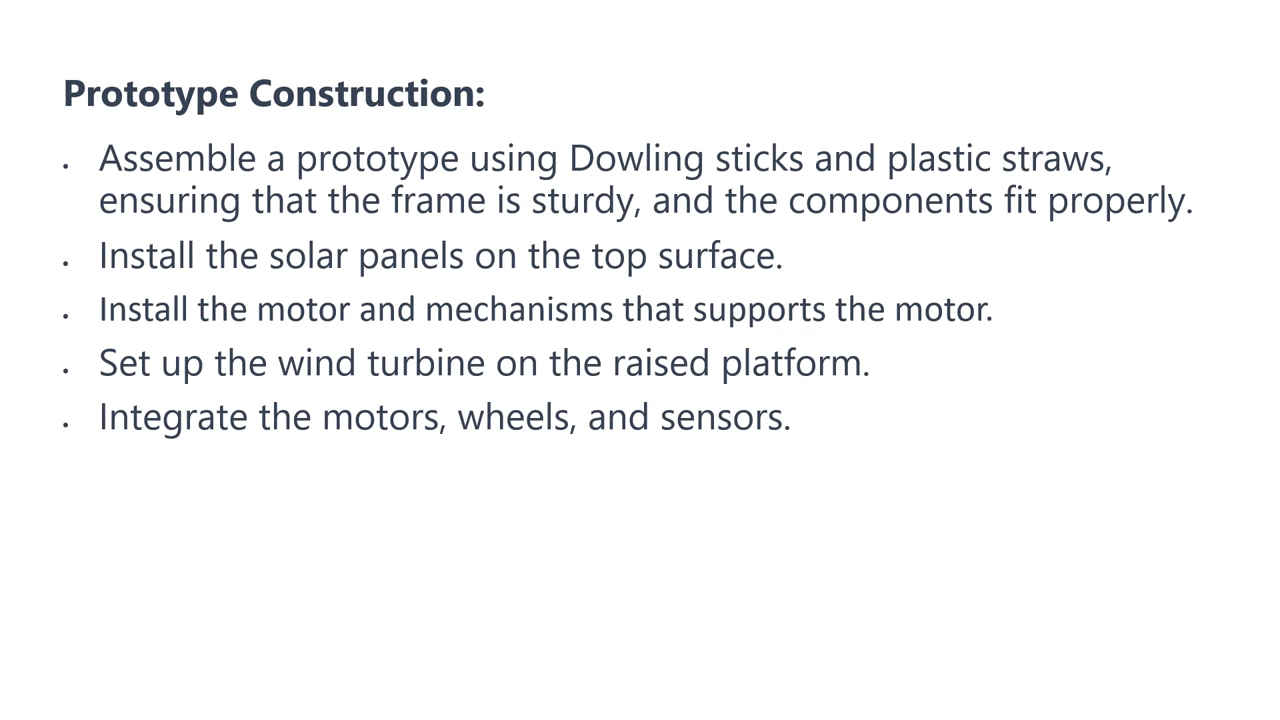 Prototype Construction:
• Assemble a prototype using Dowling sticks and plastic straws,
ensuring that the frame is sturdy, and the components fit properly.
• Install the solar panels on the top surface.
• Install the motor and mechanisms that supports the motor.
• Set up the wind turbine on the raised platform.
• Integrate the motors, wheels, and sensors.